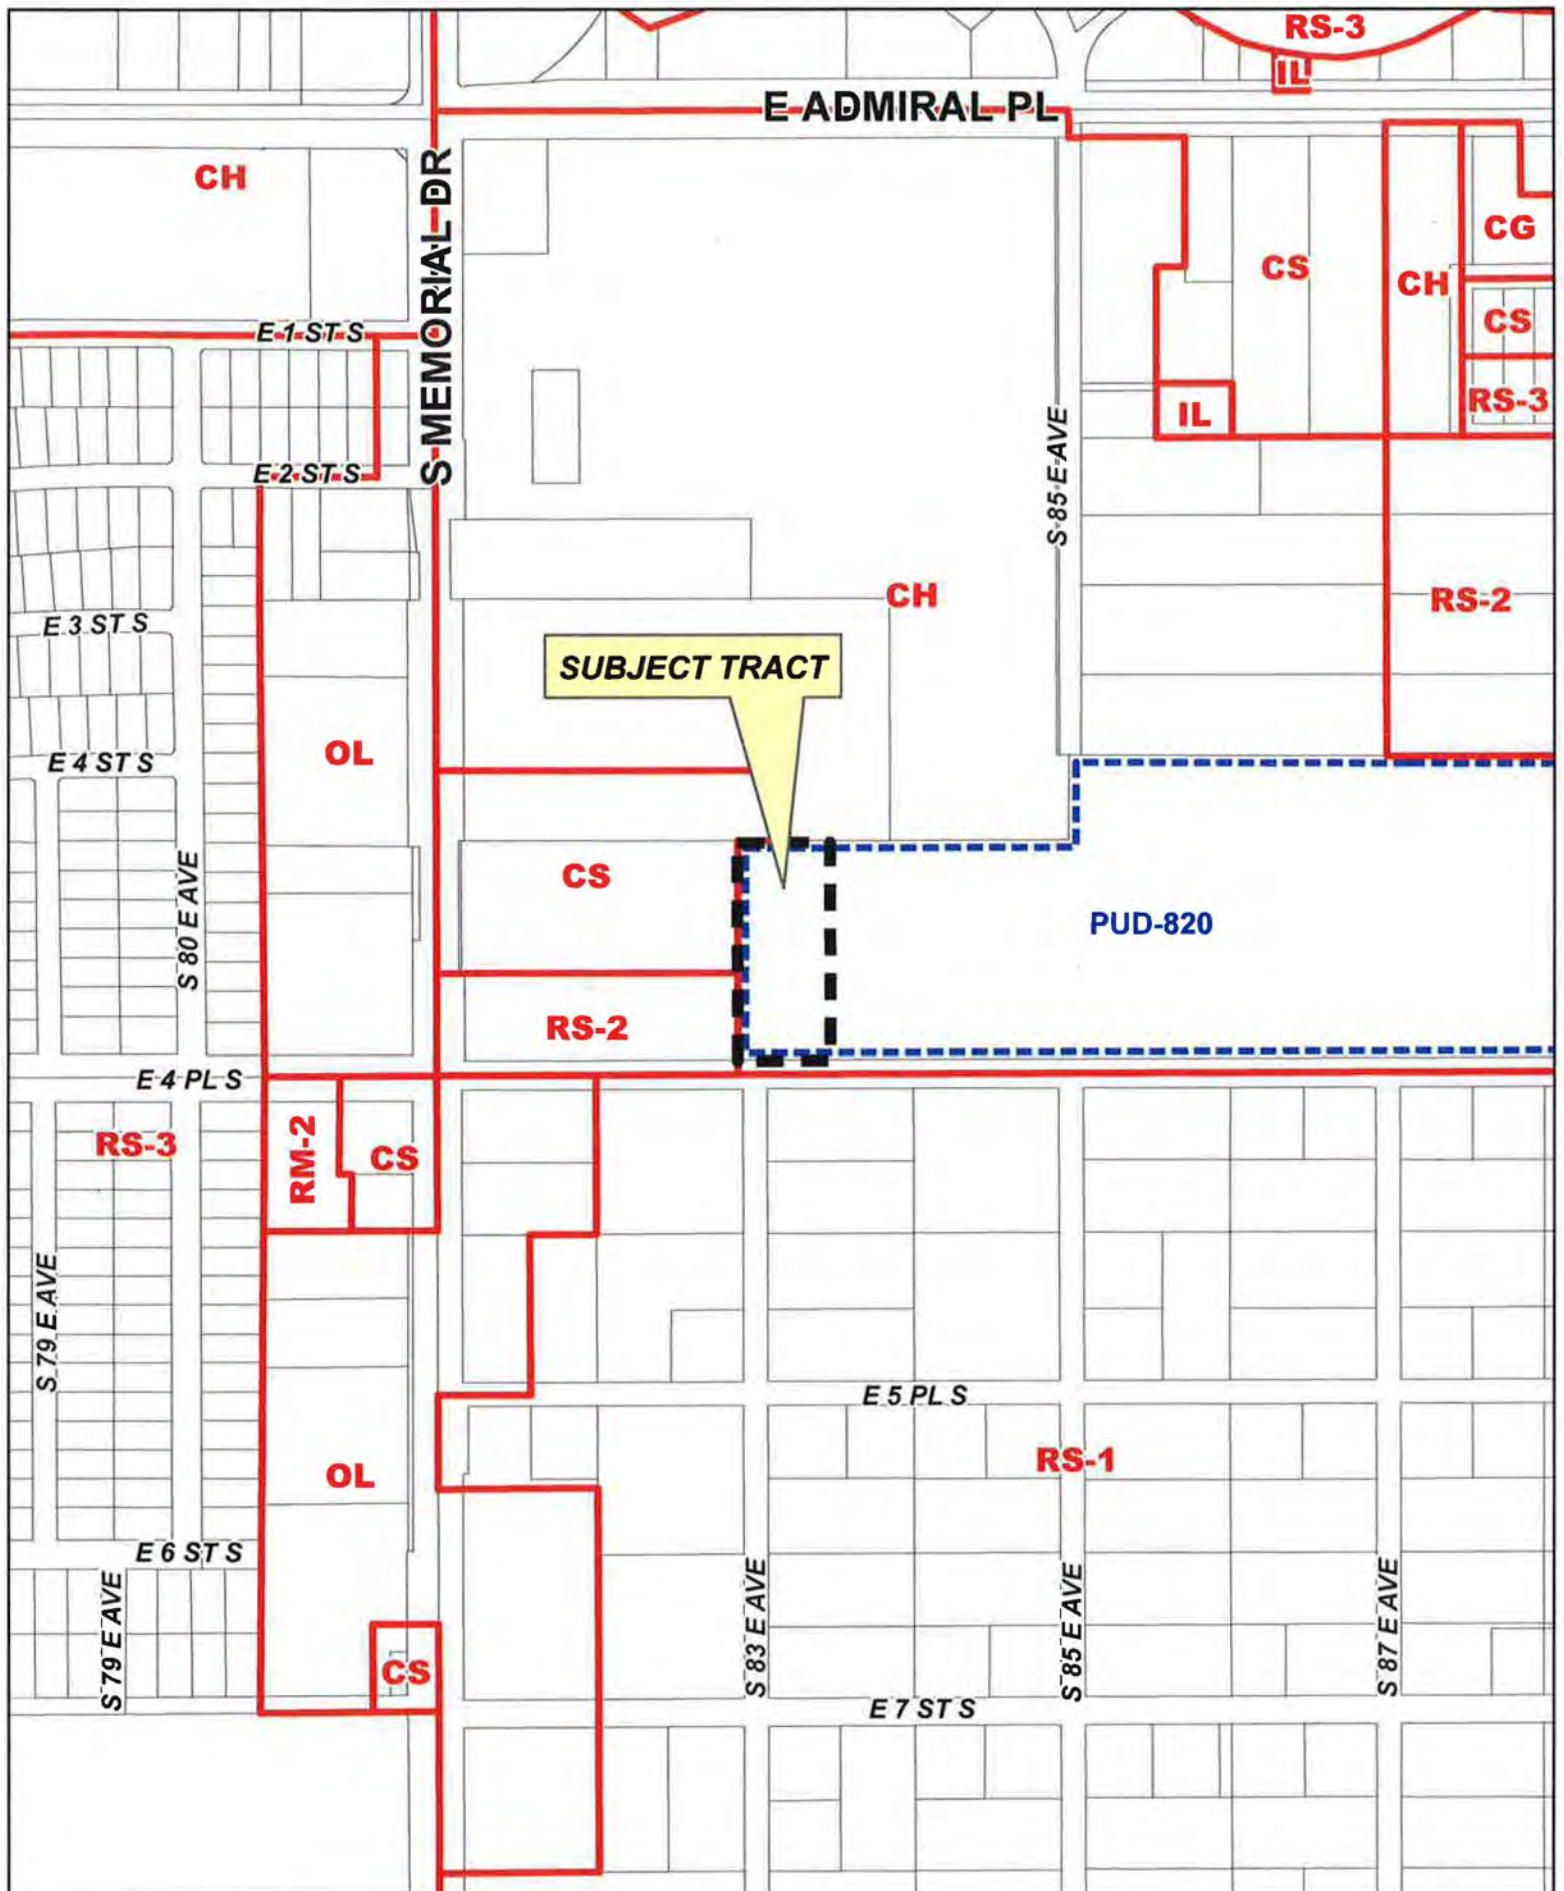 RS-3
IL
E ADMIRAL PL
CH
S MEMORIAL DR
CG
CS
CH
CS
E 1 ST S
RS-3
IL
E 2 ST S
S 85 E AVE
CH
RS-2
E 3 ST S
SUBJECT TRACT
OL
E 4 ST S
CS
S 80 E AVE
PUD-820
RS-2
E 4 PL S
RS-3
RM-2
CS
S 79 E AVE
E 5 PL S
RS-1
OL
E 6 ST S
S 79 E AVE
S 83 E AVE
S 85 E AVE
S 87 E AVE
CS
E 7 ST S